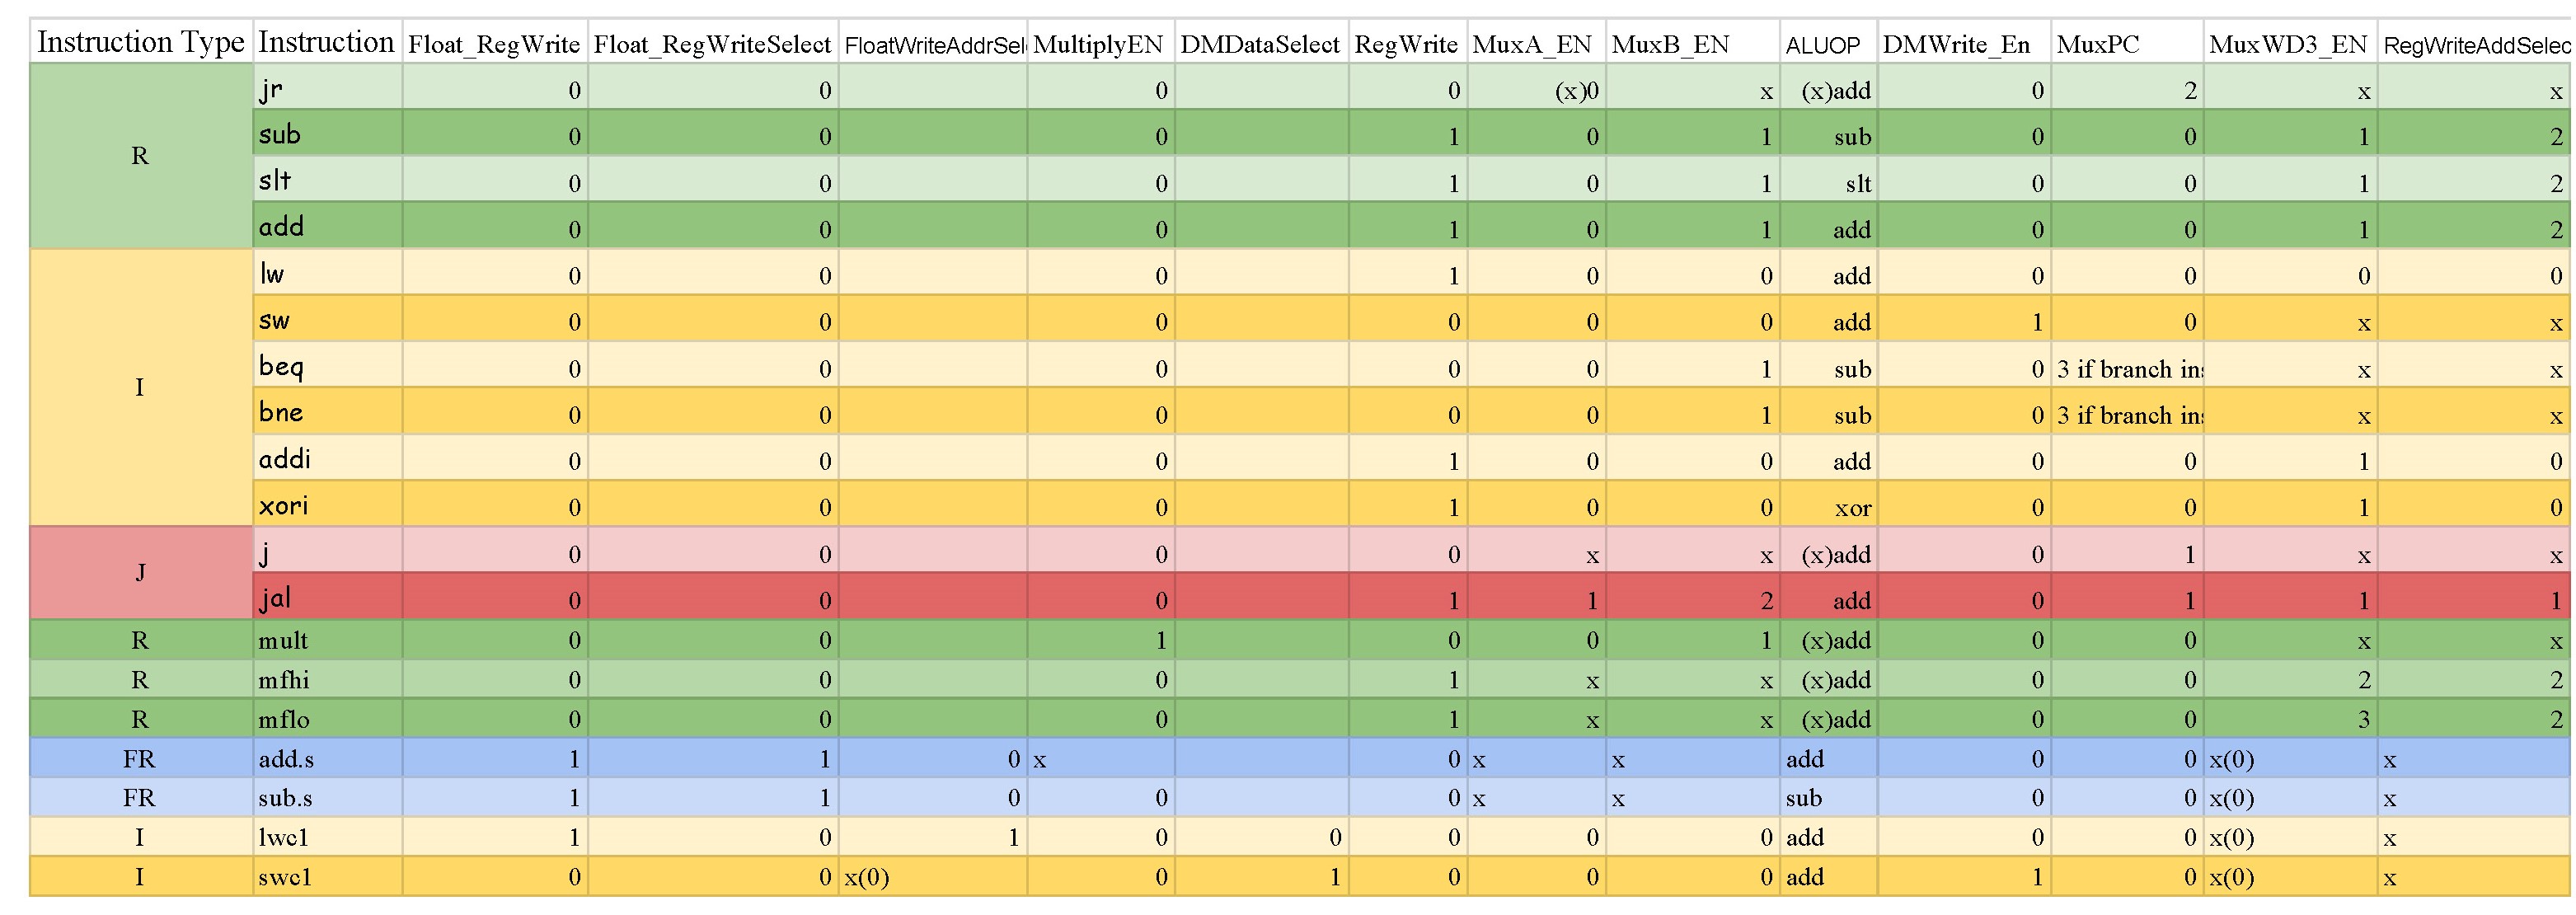 Instruction Type Instruction Float_RegWrite Float_RegWriteSelect FloatWriteAddrSel MultiplyEN DMDataSelect RegWrite MuxA_EN MuxB_EN ALUOP DMWrite_En MuxPC MuxWD3_EN RegWriteAddSelec
jr 0 0 0 0 (x)0 x (x)add 0 2 x x
R sub 0 0 0 1 0 1 sub 0 0 1 2
slt 0 0 0 1 0 1 slt 0 0 1 2
add 0 0 0 1 0 1 add 0 0 1 2
lw 0 0 0 1 0 0 add 0 0 0 0
sw 0 0 0 0 0 0 add 1 0 x x
I beq 0 0 0 0 0 1 sub 0 3 if branch ins x x
bne 0 0 0 0 0 1 sub 0 3 if branch ins x x
addi 0 0 0 1 0 0 add 0 0 1 0
xori 0 0 0 1 0 0 xor 0 0 1 0
J j 0 0 0 0 x x (x)add 0 1 x x
jal 0 0 0 1 1 2 add 0 1 1 1
R mult 0 0 1 0 0 1 (x)add 0 0 x x
R mfhi 0 0 0 1 x x (x)add 0 0 2 2
R mflo 0 0 0 1 x x (x)add 0 0 3 2
FR add.s 1 1 0 x 0 x x add 0 0 x(0) x
FR sub.s 1 1 0 0 0 x x sub 0 0 x(0) x
I lwc1 1 0 1 0 0 0 0 0 add 0 0 x(0) x
I swc1 0 0 x(0) 0 1 0 0 0 add 1 0 x(0) x